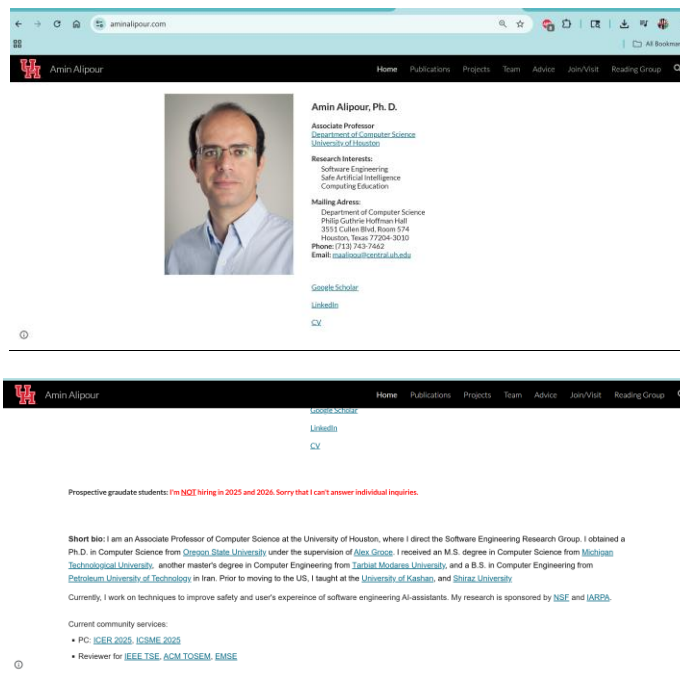 aminalipour.com
All Bookmar
Amin Alipour
Home Publications Projects Team Advice Join/Visit Reading Group
Amin Alipour, Ph. D.
Associate Professor
Department of Computer Science
University of Houston
Research Interests:
Software Engineering
Safe Artificial Intelligence
Computing Education
Mailing Adress:
Department of Computer Science
Philip Guthrie Hoffman Hall
3551 Cullen Blvd, Room 574
Houston, Texas 77204-3010
Phone: (713) 743-7462
Email: maalipou@central.uh.edu
Google Scholar
LinkedIn
CV
Amin Alipour
Home Publications Projects Team Advice Join/Visit Reading Group
Google Scholar
LinkedIn
CV
Prospective graudate students: I'm NOT hiring in 2025 and 2026. Sorry that I can't answer individual inquiries.
Short bio: I am an Associate Professor of Computer Science at the University of Houston, where I direct the Software Engineering Research Group. I obtained a
Ph.D. in Computer Science from Oregon State University under the supervision of Alex Groce. I received an M.S. degree in Computer Science from Michigan
Technological University, another master's degree in Computer Engineering from Tarbiat Modares University, and a B.S. in Computer Engineering from
Petroleum University of Technology in Iran. Prior to moving to the US, I taught at the University of Kashan, and Shiraz University
Currently, I work on techniques to improve safety and user's expereince of software engineering AI-assistants. My research is sponsored by NSF and IARPA.
Current community services:
• PC: ICER 2025, ICSME 2025
• Reviewer for IEEE TSE, ACM TOSEM, EMSE